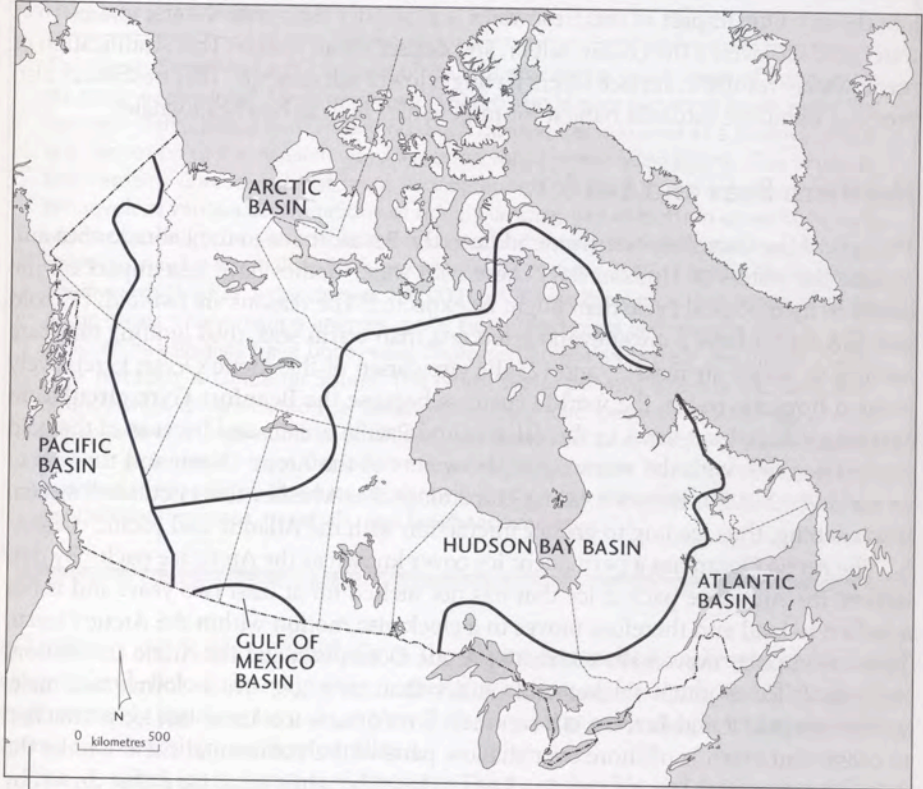 ARCTIC
BASIN
PACIFIC
BASIN
HUDSON BAY BASIN
ATLANTIC
BASIN
GULF OF
MEXICO
BASIN
N
0 kilometres 500